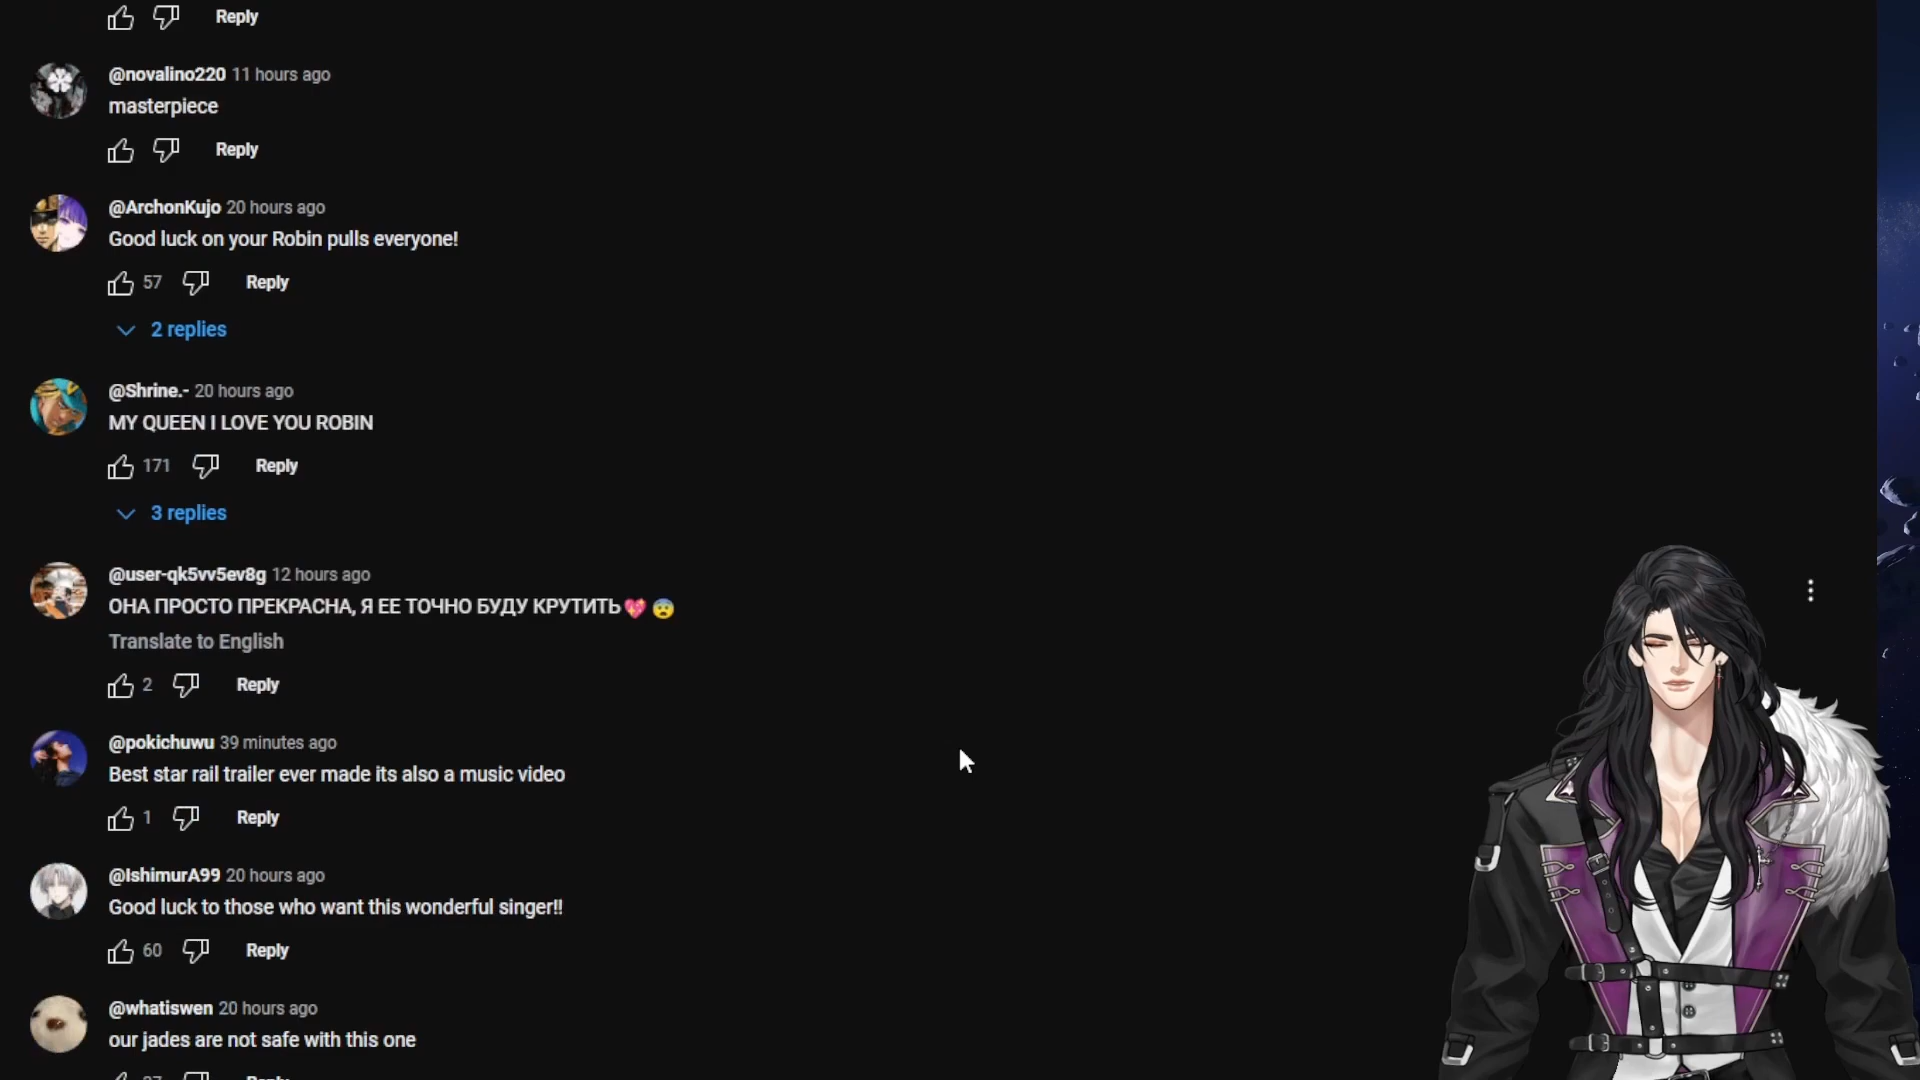 Reply
@novalino220 11 hours ago
masterpiece
Reply
@ArchonKujo 20 hours ago
Good luck on your Robin pulls everyone!
57 Reply
2 replies
@Shrine.- 20 hours ago
MY QUEEN I LOVE YOU ROBIN
171 Reply
3 replies
@user-qk5vv5ev8g 12 hours ago
ОНА ПРОСТО ПРЕКРАСНА, Я ЕЕ ТОЧНО БУДУ КРУТИТЬ💖😨
Translate to English
2 Reply
@pokichuwu 39 minutes ago
Best star rail trailer ever made its also a music video
1 Reply
@IshimurA99 20 hours ago
Good luck to those who want this wonderful singer!!
60 Reply
@whatiswen 20 hours ago
our jades are not safe with this one
Reply